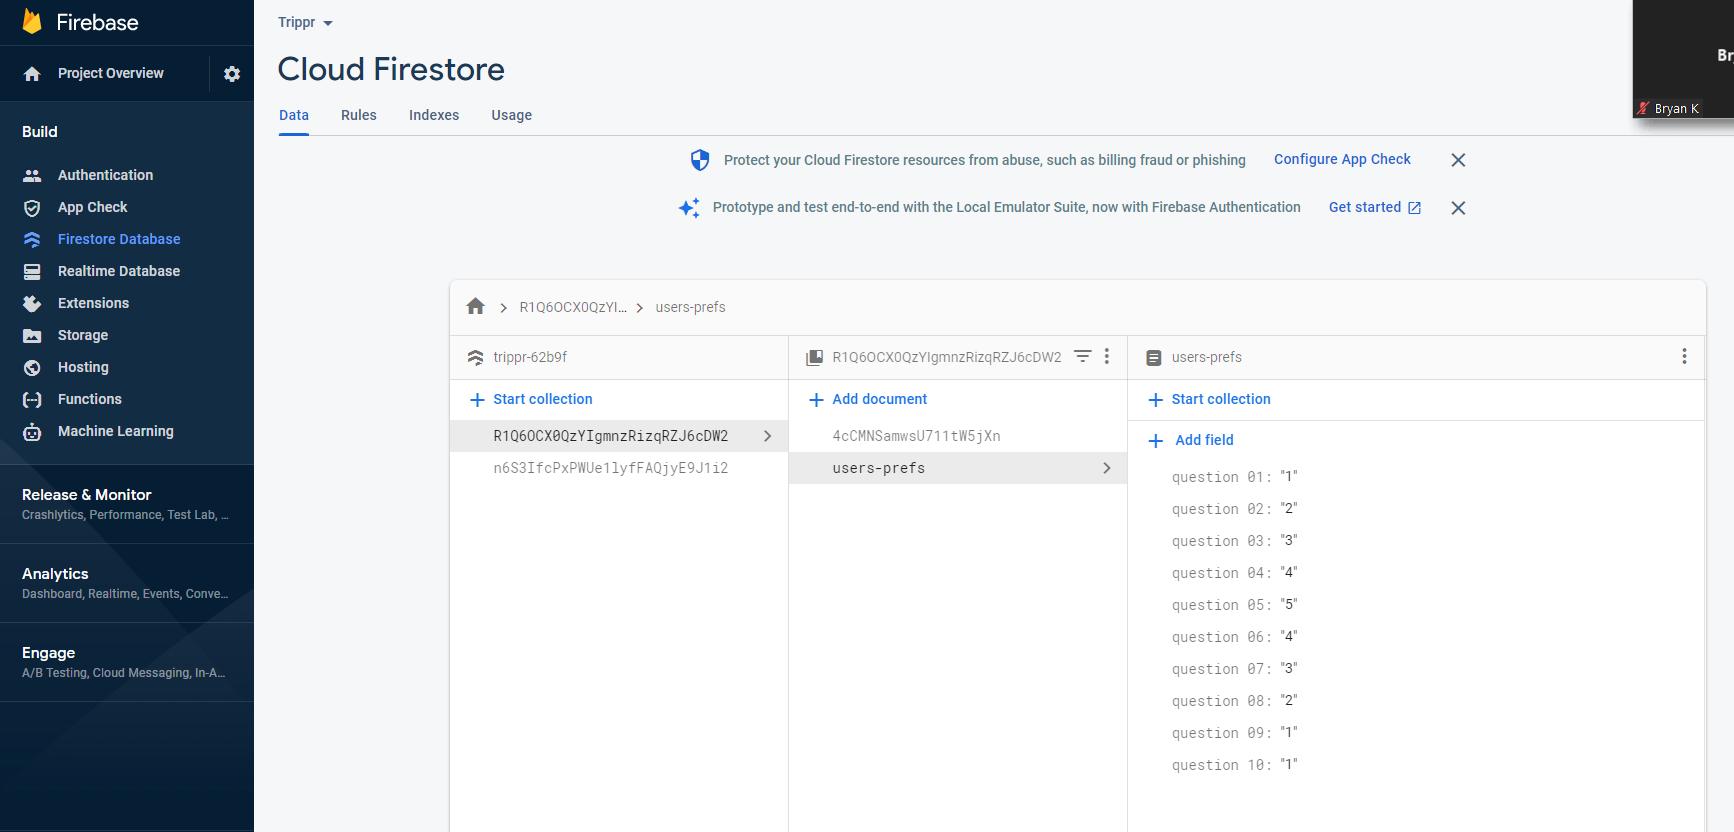 Firebase
Project Overview
Build
Authentication
App Check
Firestore Database
Realtime Database
Extensions
Storage
Hosting
Functions
Machine Learning
Release & Monitor
Crashlytics, Performance, Test Lab, ...
Analytics
Dashboard, Realtime, Events, Conve...
Engage
A/B Testing, Cloud Messaging, In-A...
Trippr
Cloud Firestore
Data Rules Indexes Usage
Protect your Cloud Firestore resources from abuse, such as billing fraud or phishing Configure App Check
Prototype and test end-to-end with the Local Emulator Suite, now with Firebase Authentication Get started
Bryan K
R1Q6OCX0QzYI... users-prefs
trippr-62b9f
Start collection
R1Q6OCX0QzYIgmnzRizqRZJ6cDW2
n6S3IfcPxPWUe1lyfFAQjyE9J1i2
R1Q6OCX0QzYIgmnzRizqRZJ6cDW2
Add document
4cCMNSamwsU711tW5jXn
users-prefs
users-prefs
Start collection
Add field
question 01: "1"
question 02: "2"
question 03: "3"
question 04: "4"
question 05: "5"
question 06: "4"
question 07: "3"
question 08: "2"
question 09: "1"
question 10: "1"